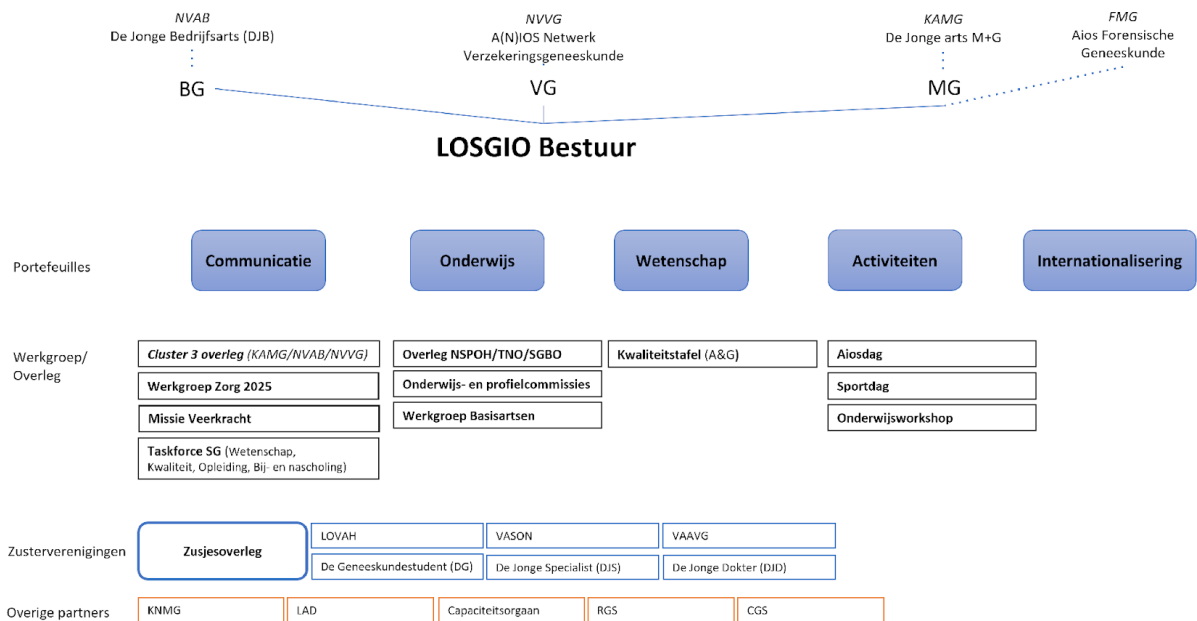 NVAB
De Jonge Bedrijfsarts (DJB)
NVVG
A(N)IOS Netwerk
Verzekeringsgeneeskunde
KAMG
De Jonge arts M+G
FMG
Aios Forensische
Geneeskunde
BG
VG
MG
LOSGIO Bestuur
Portefeuilles
Communicatie
Onderwijs
Wetenschap
Activiteiten
Internationalisering
Werkgroep/
Overleg
Cluster 3 overleg (KAMG/NVAB/NVVG)
Werkgroep Zorg 2025
Missie Veerkracht
Taskforce SG (Wetenschap,
Kwaliteit, Opleiding, Bij- en nascholing)
Overleg NSPOH/TNO/SGBO
Onderwijs- en profielcommissies
Werkgroep Basisartsen
Kwaliteitstafel (A&G)
Aiosdag
Sportdag
Onderwijsworkshop
Zusterverenigingen
Zusjesoverleg
LOVAH
VASON
VAAVG
De Geneeskundestudent (DG)
De Jonge Specialist (DJS)
De Jonge Dokter (DJD)
Overige partners
KNMG
LAD
Capaciteitsorgaan
RGS
CGS